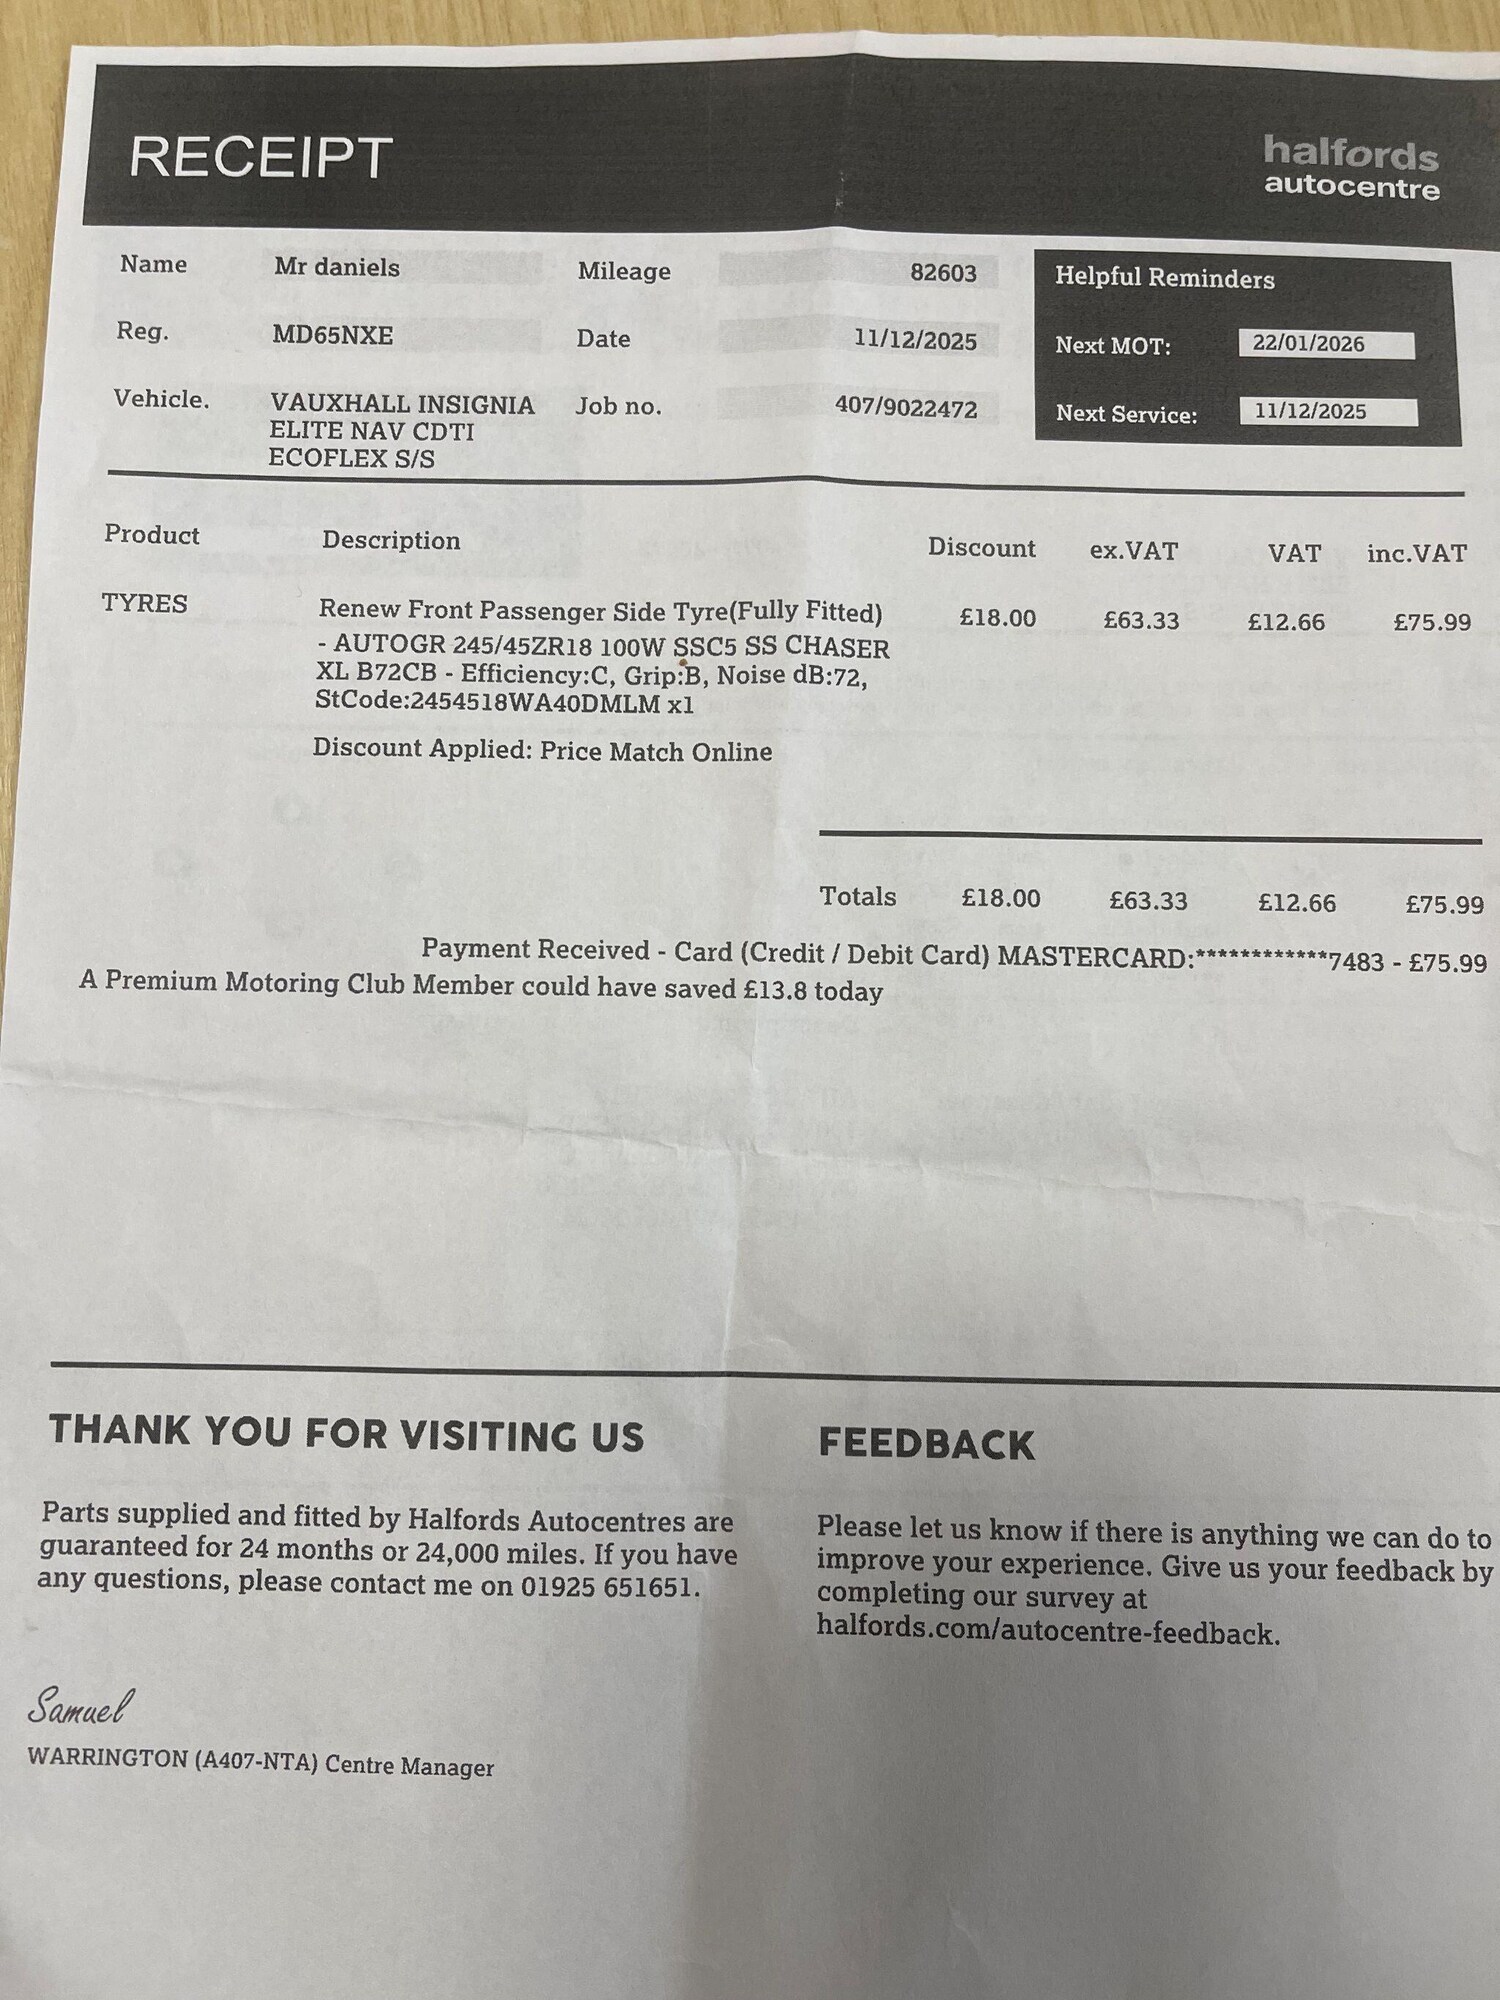 RECEIPT
halfords
autocentre
Name Mr daniels Mileage 82603
Reg. MD65NXE Date 11/12/2025
Vehicle. VAUXHALL INSIGNIA Job no. 407/9022472
ELITE NAV CDTI
ECOFLEX S/S
Helpful Reminders
Next MOT: 22/01/2026
Next Service: 11/12/2025
Product Description Discount ex.VAT VAT inc.VAT
TYRES Renew Front Passenger Side Tyre(Fully Fitted) £18.00 £63.33 £12.66 £75.99
- AUTOGR 245/45ZR18 100W SSC5 SS CHASER
XL B72CB - Efficiency:C, Grip:B, Noise dB:72,
StCode:2454518WA40DMLM x1
Discount Applied: Price Match Online
Totals £18.00 £63.33 £12.66 £75.99
Payment Received - Card (Credit / Debit Card) MASTERCARD:************7483 - £75.99
A Premium Motoring Club Member could have saved £13.8 today
THANK YOU FOR VISITING US
Parts supplied and fitted by Halfords Autocentres are
guaranteed for 24 months or 24,000 miles. If you have
any questions, please contact me on 01925 651651.
Samuel
WARRINGTON (A407-NTA) Centre Manager
FEEDBACK
Please let us know if there is anything we can do to
improve your experience. Give us your feedback by
completing our survey at
halfords.com/autocentre-feedback.